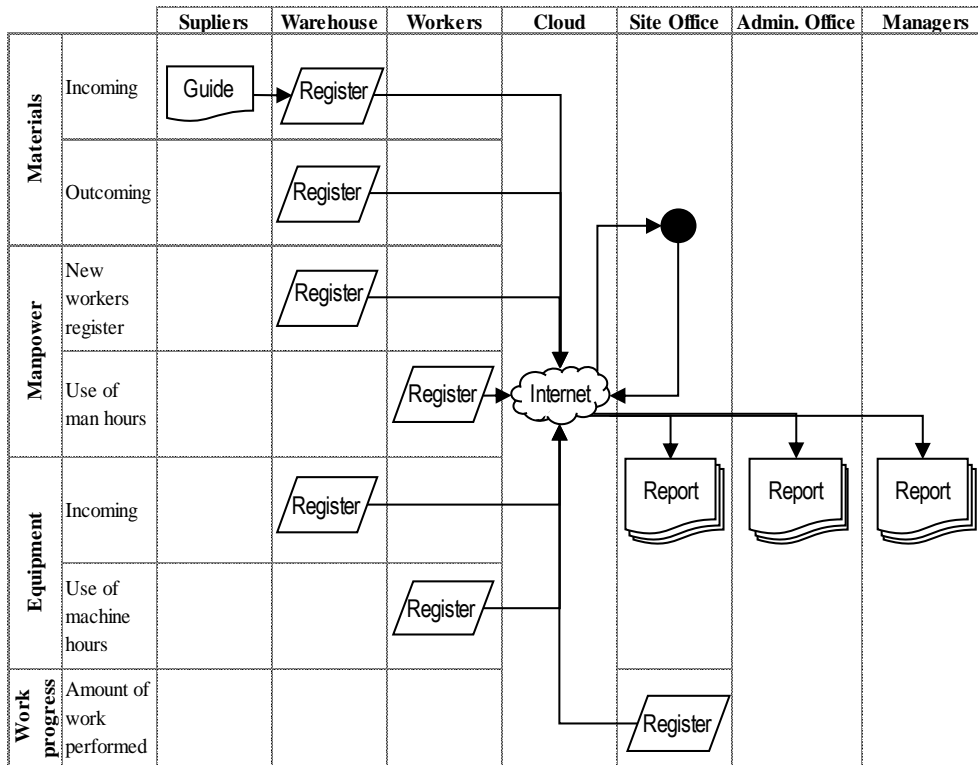 Supliers Warehouse Workers Cloud Site Office Admin. Office Managers
Materials
Incoming
Guide
Register
Outcoming
Register
Manpower
New
workers
register
Register
Use of
man hours
Register
Internet
Equipment
Incoming
Register
Report
Report
Report
Use of
machine
hours
Register
Work
progress
Amount of
work
performed
Register